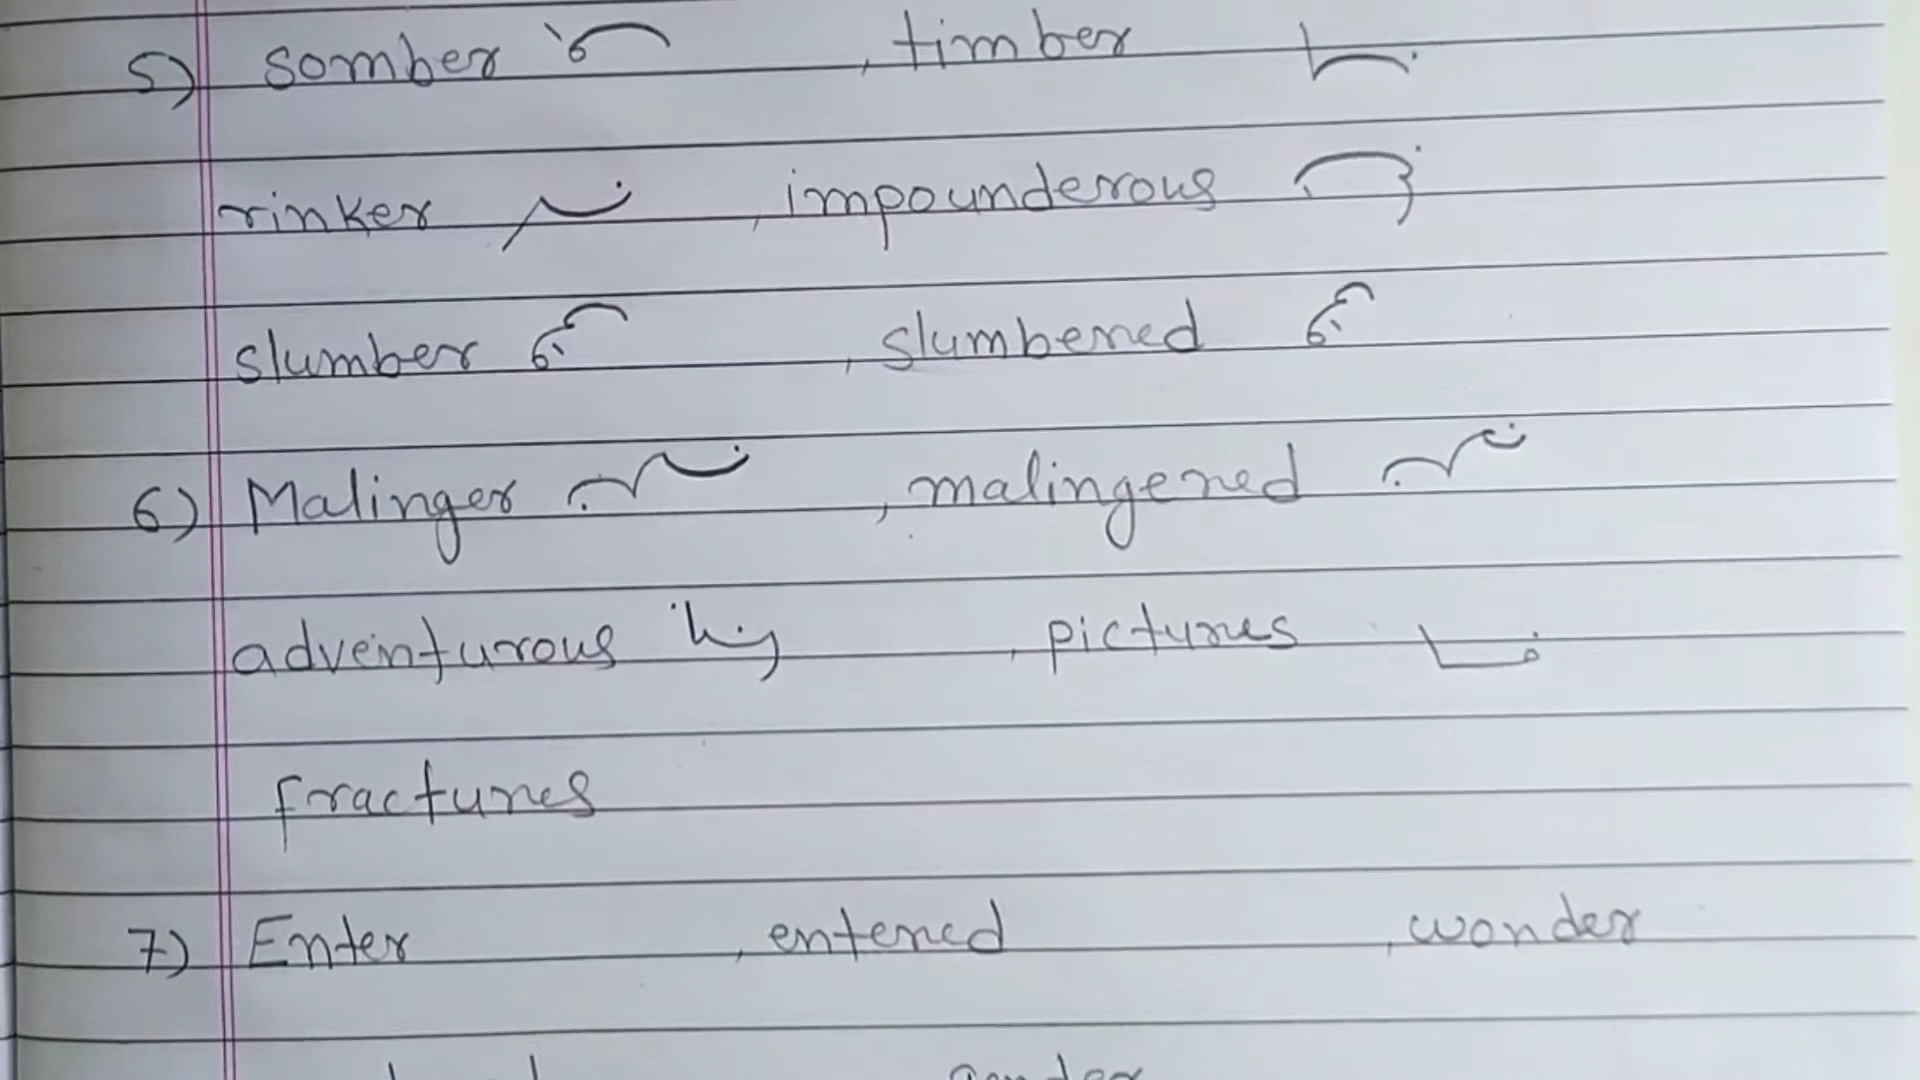 5) somber , timber
rinker , impounderous
slumber , slumbered
6) Malinger , malingered
adventurous , pictures
fractures
7) Enter , entered , wonder